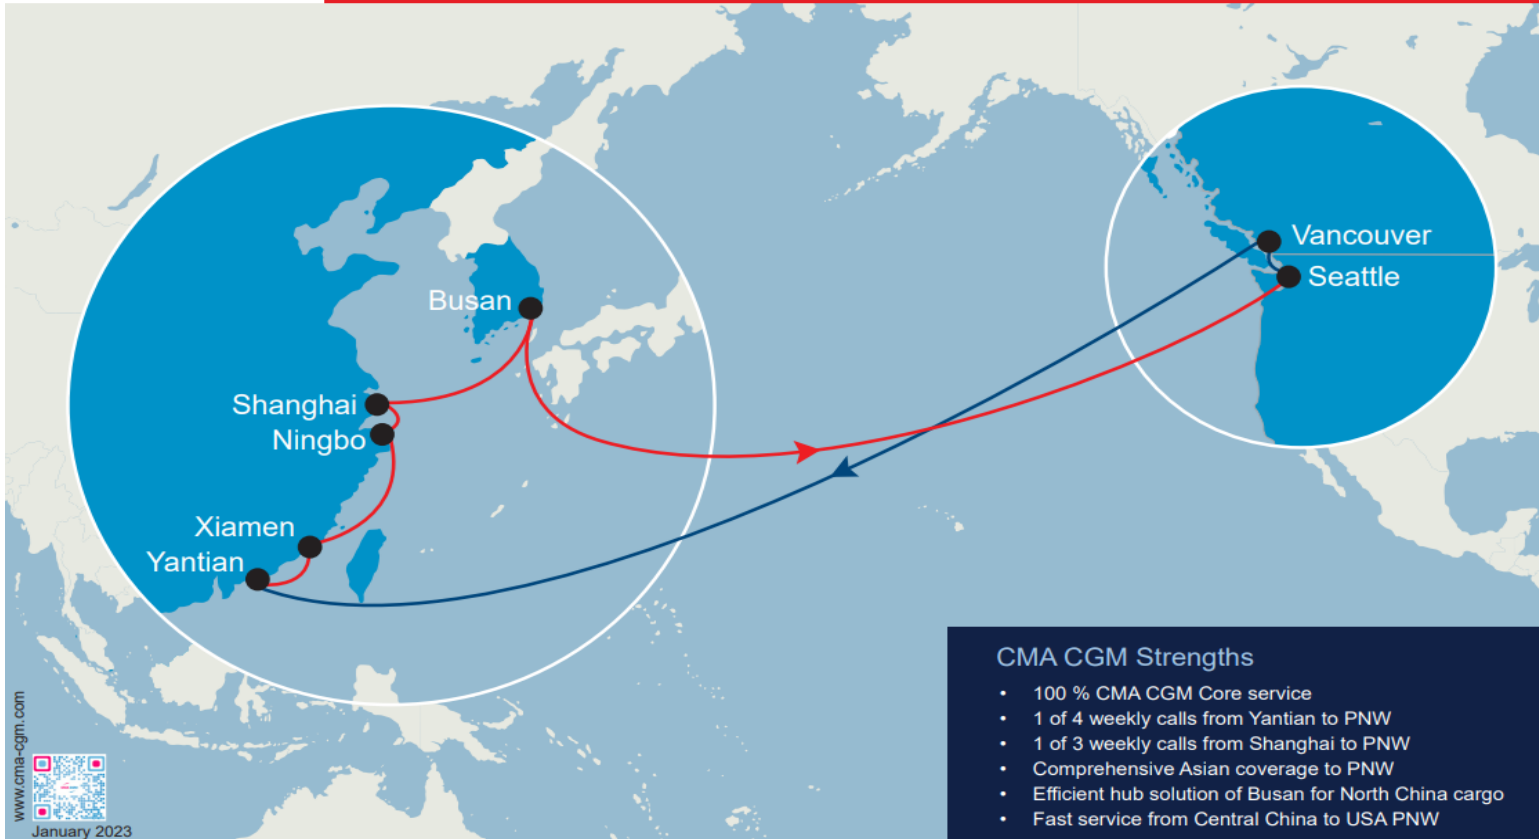 Vancouver
Seattle
Busan
Shanghai
Ningbo
Xiamen
Yantian
CMA CGM Strengths
• 100 % CMA CGM Core service
• 1 of 4 weekly calls from Yantian to PNW
• 1 of 3 weekly calls from Shanghai to PNW
• Comprehensive Asian coverage to PNW
• Efficient hub solution of Busan for North China cargo
• Fast service from Central China to USA PNW
www.cma-cgm.com
January 2023